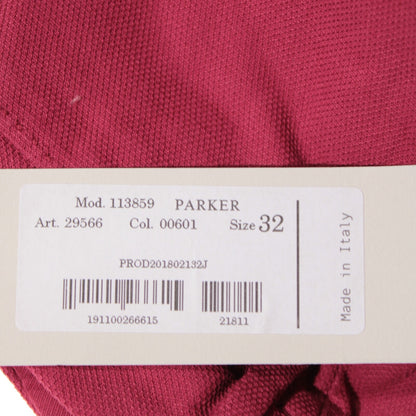 Mod. 113859 PARKER
Art. 29566 Col. 00601 Size 32
PROD201802132J
191100266615 21811
Made in Italy